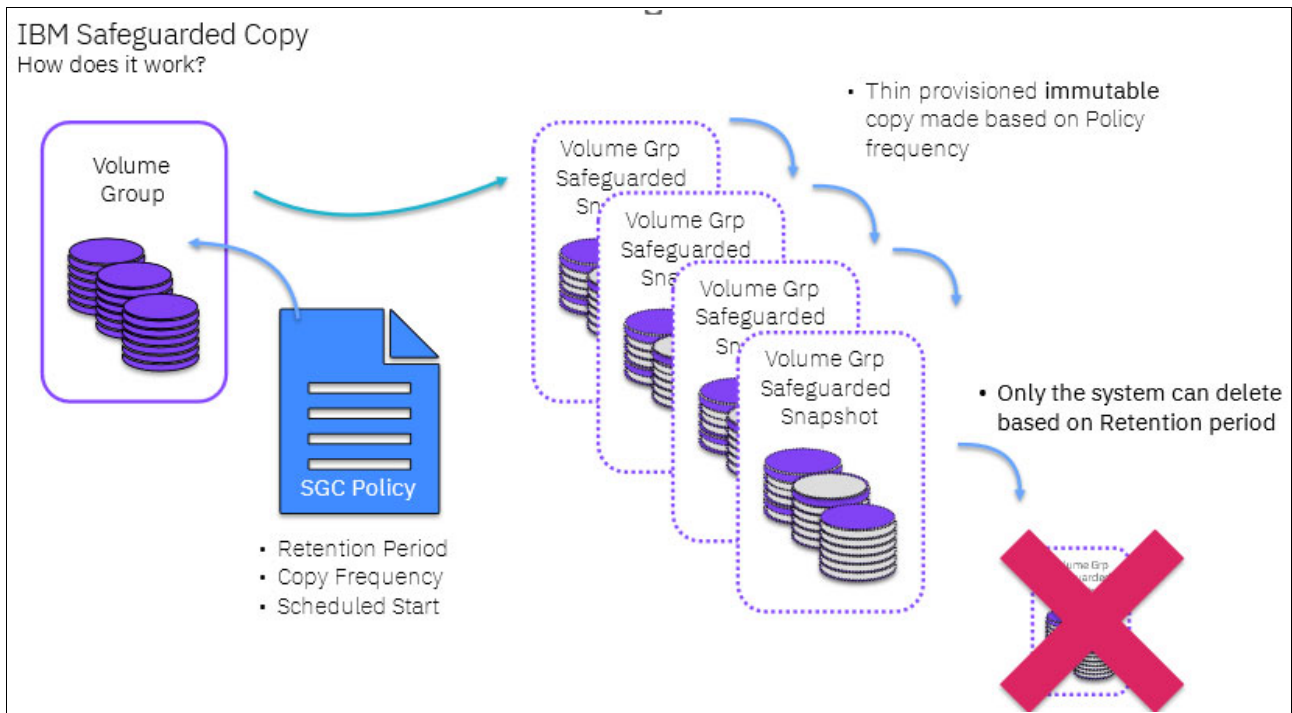 IBM Safeguarded Copy
How does it work?
Volume
Group
SGC Policy
▪ Retention Period
▪ Copy Frequency
▪ Scheduled Start
Volume Grp
Safeguarded
Volume Grp
Safeguarded
Volume Grp
Safeguarded
Volume Grp
Safeguarded
Snapshot
▪ Thin provisioned immutable
copy made based on Policy
frequency
• Only the system can delete
based on Retention period
Grp